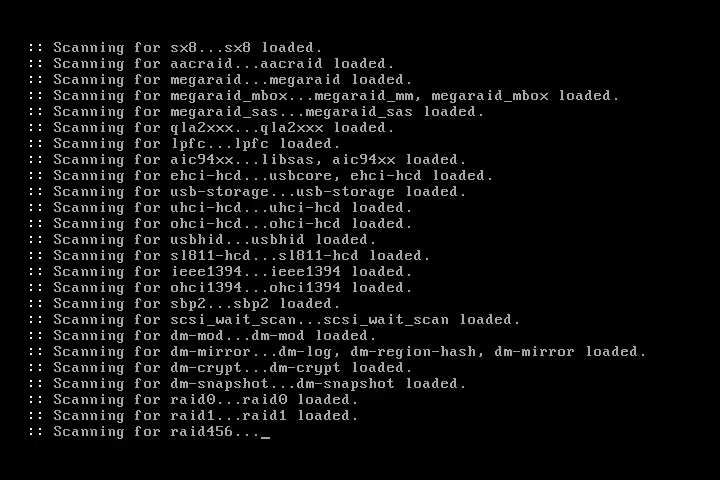 :: Scanning for sx8...sx8 loaded.
:: Scanning for aacraid...aacraid loaded.
:: Scanning for megaraid...megaraid loaded.
:: Scanning for megaraid_mbox...megaraid_mm, megaraid_mbox loaded.
:: Scanning for megaraid_sas...megaraid_sas loaded.
:: Scanning for qla2xxx...qla2xxx loaded.
:: Scanning for lpfc...lpfc loaded.
:: Scanning for aic94xx...libsas, aic94xx loaded.
:: Scanning for ehci-hcd...usbcore, ehci-hcd loaded.
:: Scanning for usb-storage...usb-storage loaded.
:: Scanning for uhci-hcd...uhci-hcd loaded.
:: Scanning for ohci-hcd...ohci-hcd loaded.
:: Scanning for usbhid...usbhid loaded.
:: Scanning for sl811-hcd...sl811-hcd loaded.
:: Scanning for ieee1394...ieee1394 loaded.
:: Scanning for ohci1394...ohci1394 loaded.
:: Scanning for sbp2...sbp2 loaded.
:: Scanning for scsi_wait_scan...scsi_wait_scan loaded.
:: Scanning for dm-mod...dm-mod loaded.
:: Scanning for dm-mirror...dm-log, dm-region-hash, dm-mirror loaded.
:: Scanning for dm-crypt...dm-crypt loaded.
:: Scanning for dm-snapshot...dm-snapshot loaded.
:: Scanning for raid0...raid0 loaded.
:: Scanning for raid1...raid1 loaded.
:: Scanning for raid456..._